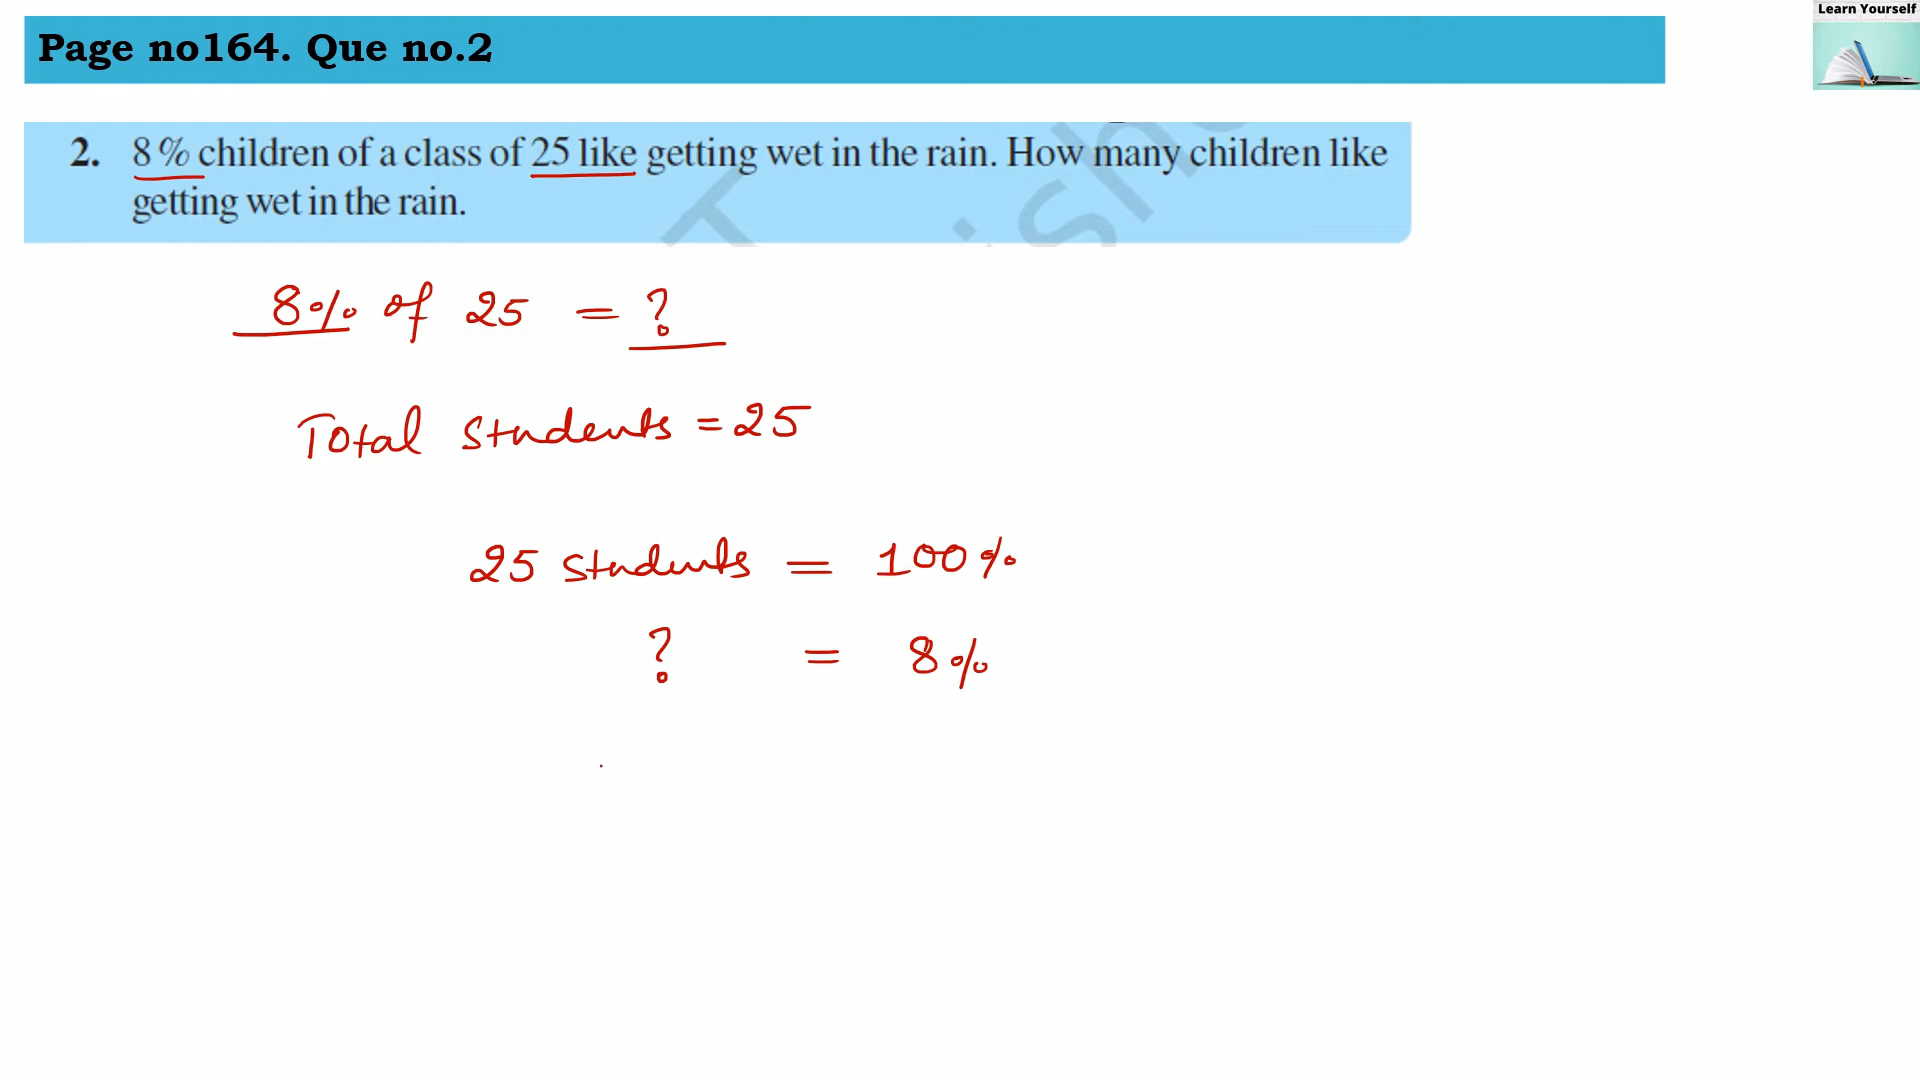 Learn Yourself
Page no164. Que no.2
2. 8 % children of a class of 25 like getting wet in the rain. How many children like
getting wet in the rain.
8% of 25 = ?
Total students = 25
25 students = 100%
? = 8%